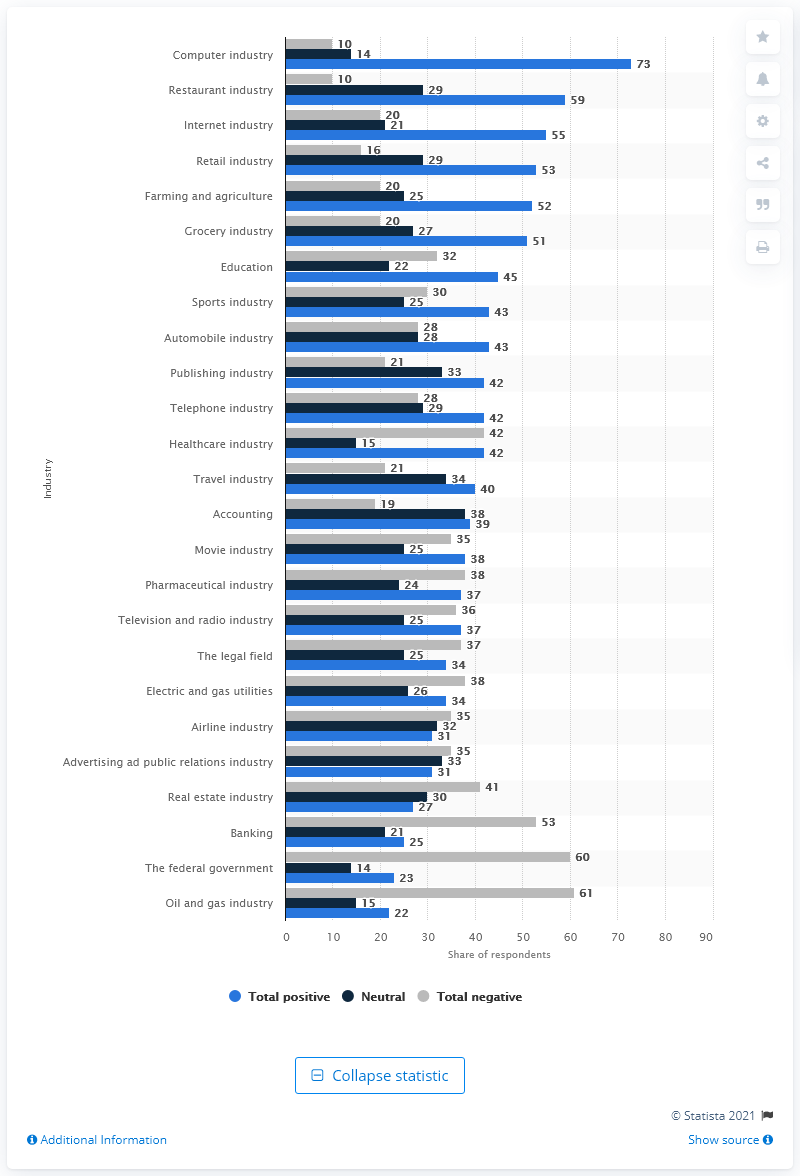 Computer industry 10 14 73
Restaurant industry 10 29 59
Internet industry 20 21 55
Retail industry 16 29 53
Farming and agriculture 20 25 52
Grocery industry 20 27 51
Education 32 22 45
Sports industry 30 25 43
Automobile industry 28 28 43
Publishing industry 21 33 42
Telephone industry 28 29 42
Healthcare industry 42 15 42
Travel industry 21 34 40
Accounting 19 38 39
Movie industry 35 25 38
Pharmaceutical industry 38 24 37
Television and radio industry 36 25 37
The legal field 37 25 34
Electric and gas utilities 38 26 34
Airline industry 35 32 31
Advertising ad public relations industry 35 33 31
Real estate industry 41 30 27
Banking 53 21 25
The federal government 60 14 23
Oil and gas industry 61 15 22
Industry
0 10 20 30 40 50 60 70 80 90
Share of respondents
Total positive Neutral Total negative
Collapse statistic
© Statista 2021
Additional Information Show source